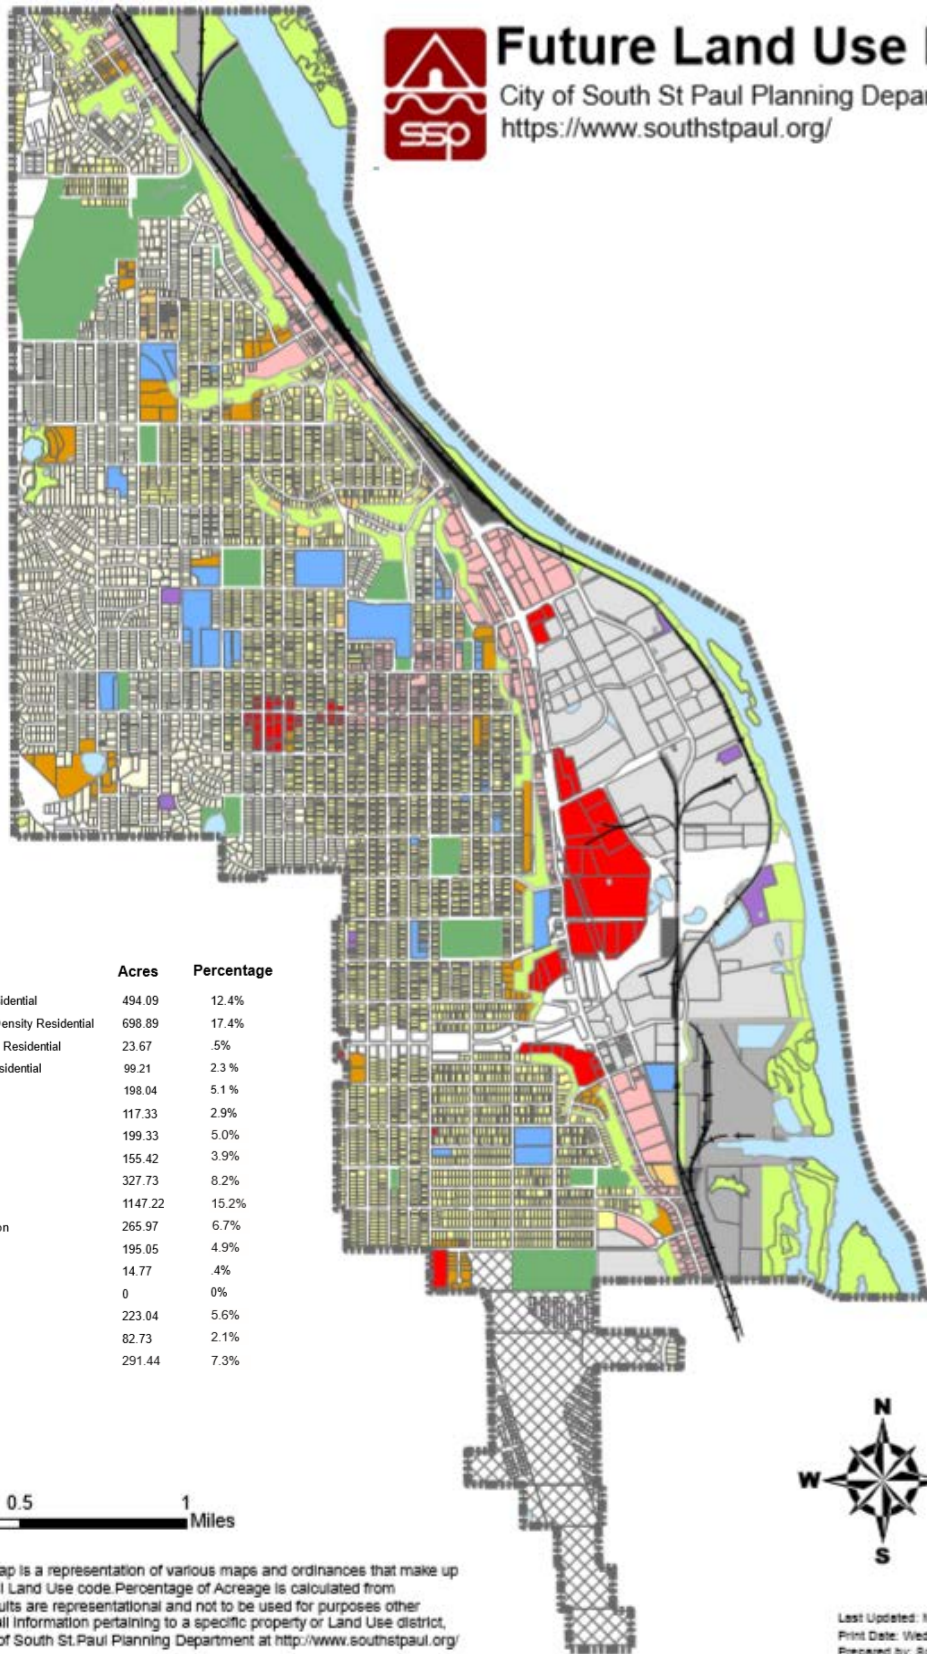 Future Land Use
City of South St Paul Planning Depar
https://www.southstpaul.org/
ssp
Acres Percentage
idential 494.09 12.4%
ensity Residential 698.89 17.4%
Residential 23.67 .5%
sidential 99.21 2.3 %
198.04 5.1 %
117.33 2.9%
199.33 5.0%
155.42 3.9%
327.73 8.2%
1147.22 15.2%
on 265.97 6.7%
195.05 4.9%
14.77 .4%
0 0%
223.04 5.6%
82.73 2.1%
291.44 7.3%
0.5 1
Miles
N
W
S
ap is a representation of various maps and ordinances that make up
l Land Use code.Percentage of Acreage is calculated from
ults are representational and not to be used for purposes other
all information pertaining to a specific property or Land Use district,
of South St.Paul Planning Department at http://www.southstpaul.org/
Last Updated:
Print Date: Wed
Prepared by: